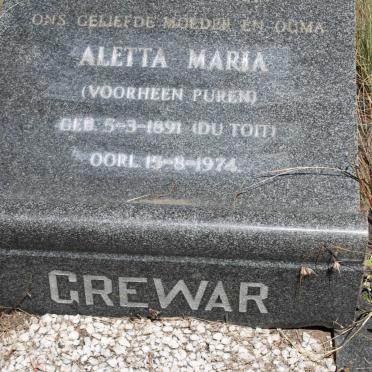 ONS GELIEFDE MOEDER EN OUMA
ALETTA MARIA
(VOORHEEN PUREN)
GEB. 5-3-1891 (DU TOIT)
OORL. 15-8-1974
CREWAR